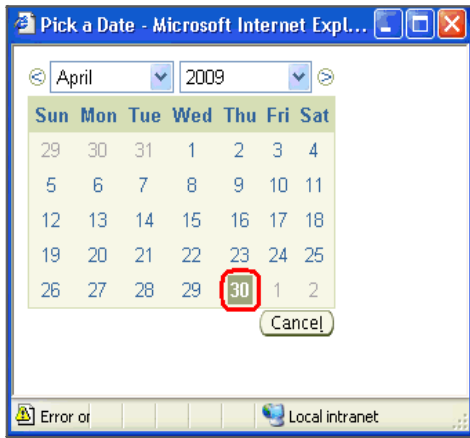 Pick a Date - Microsoft Internet Expl...
April 2009
Sun Mon Tue Wed Thu Fri Sat
29 30 31 1 2 3 4
5 6 7 8 9 10 11
12 13 14 15 16 17 18
19 20 21 22 23 24 25
26 27 28 29 30 1 2
Cancel
Error or Local intranet